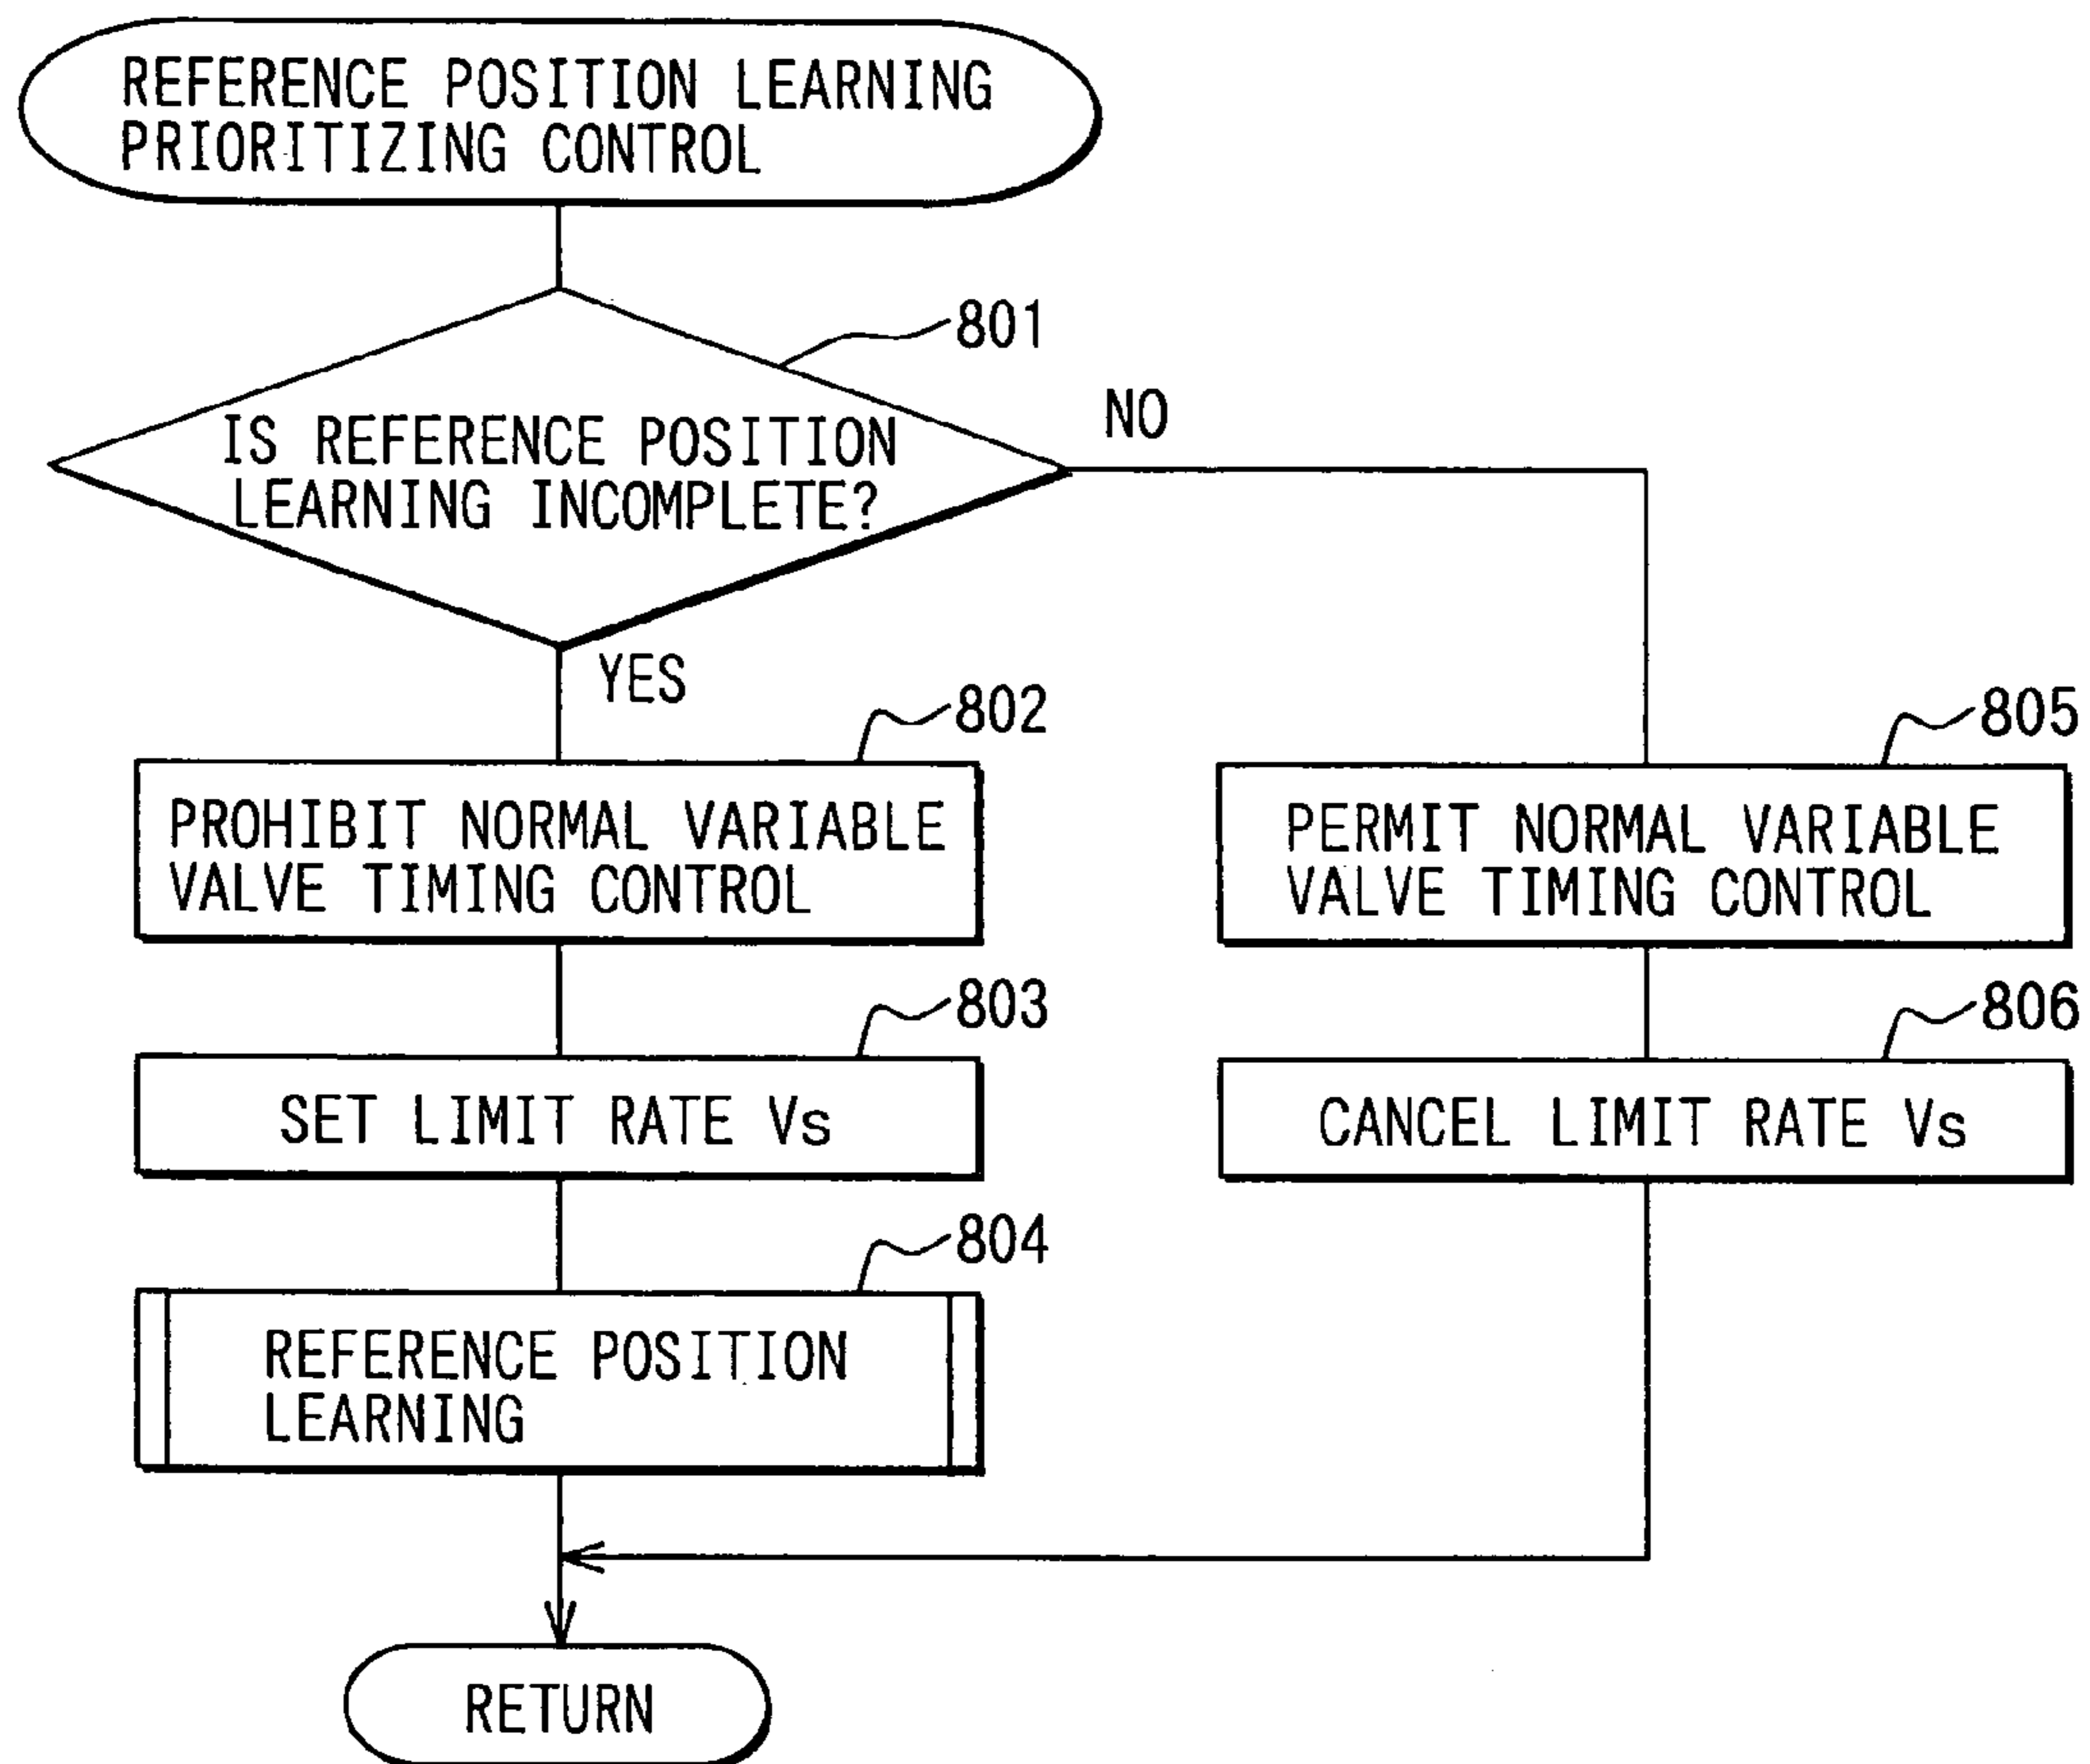 REFERENCE POSITION LEARNING
PRIORITIZING CONTROL
801
IS REFERENCE POSITION
LEARNING INCOMPLETE?
NO
YES
802
PROHIBIT NORMAL VARIABLE
VALVE TIMING CONTROL
803
SET LIMIT RATE Vs
804
REFERENCE POSITION
LEARNING
805
PERMIT NORMAL VARIABLE
VALVE TIMING CONTROL
806
CANCEL LIMIT RATE Vs
RETURN